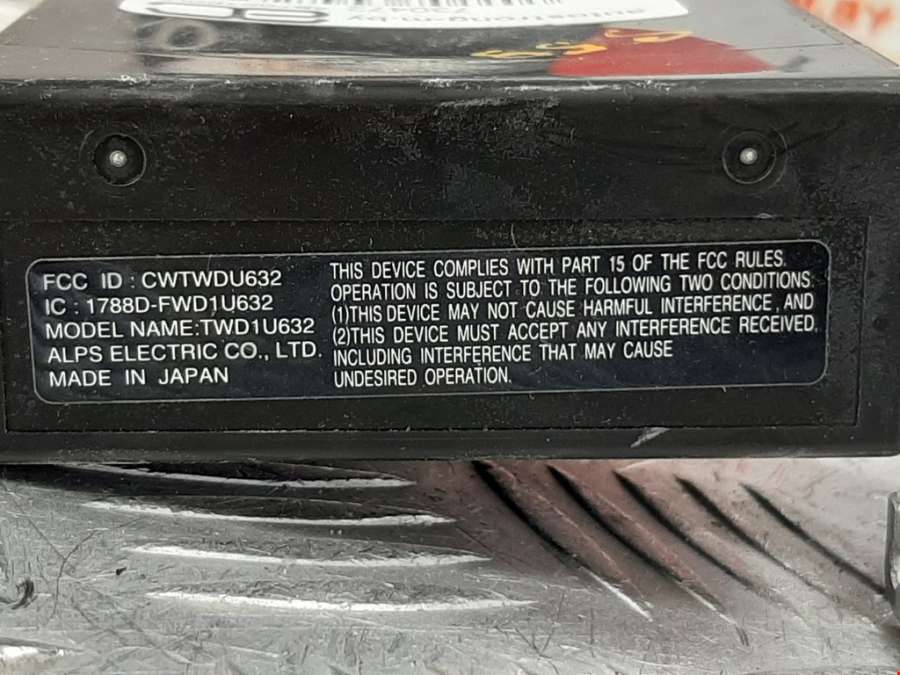 FCC ID : CWTWDU632
IC : 1788D-FWD1U632
MODEL NAME:TWD1U632
ALPS ELECTRIC CO., LTD.
MADE IN JAPAN
THIS DEVICE COMPLIES WITH PART 15 OF THE FCC RULES.
OPERATION IS SUBJECT TO THE FOLLOWING TWO CONDITIONS:
(1)THIS DEVICE MAY NOT CAUSE HARMFUL INTERFERENCE, AND
(2)THIS DEVICE MUST ACCEPT ANY INTERFERENCE RECEIVED,
INCLUDING INTERFERENCE THAT MAY CAUSE
UNDESIRED OPERATION.